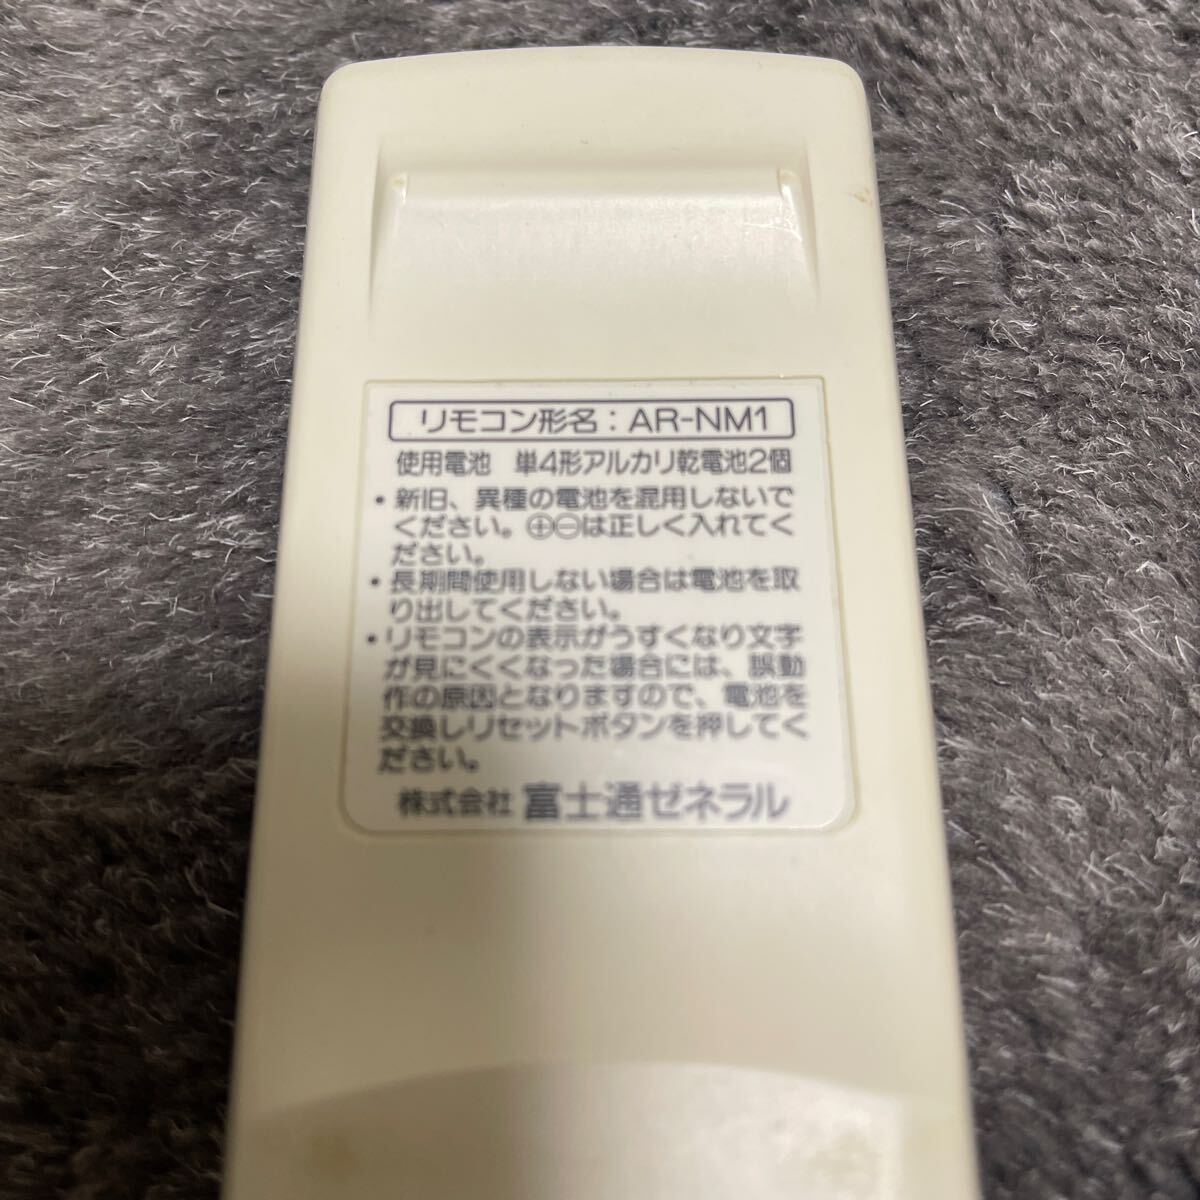 リモコン形名：AR-NM1
使用電池　単4形アルカリ乾電池2個
・新旧、異種の電池を混用しないで
ください。⊕⊖は正しく入れてく
ださい。
・長期間使用しない場合は電池を取
り出してください。
・リモコンの表示がうすくなり文字
が見にくくなった場合には、誤動
作の原因となりますので、電池を
交換しリセットボタンを押してく
ださい。
株式会社 富士通ゼネラル